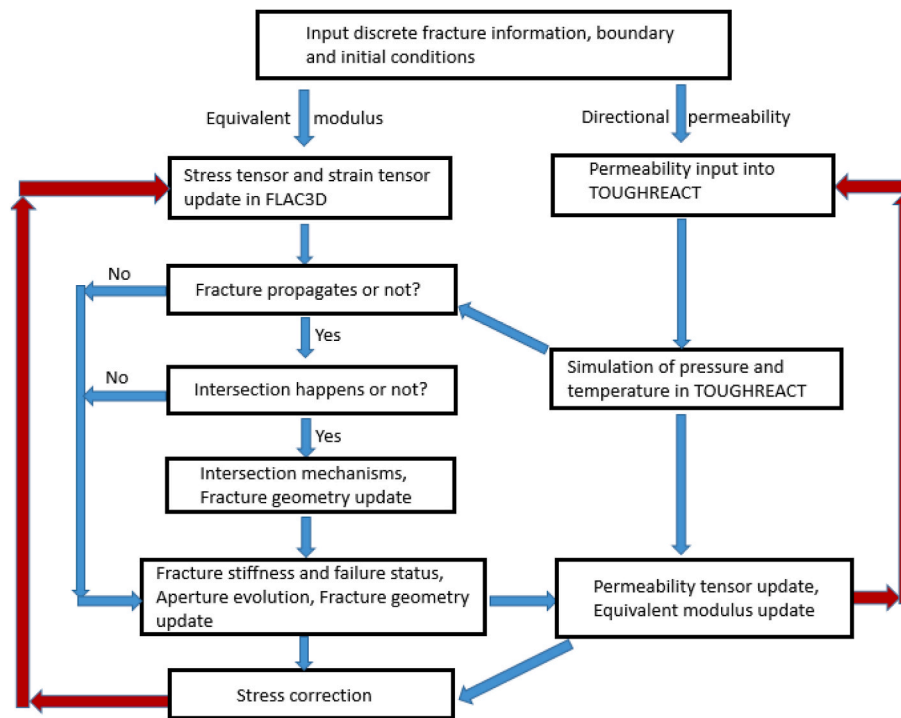 Input discrete fracture information, boundary
and initial conditions
Equivalent modulus
Directional permeability
Stress tensor and strain tensor
update in FLAC3D
Permeability input into
TOUGHREACT
No
Fracture propagates or not?
Yes
Simulation of pressure and
temperature in TOUGHREACT
No
Intersection happens or not?
Yes
Intersection mechanisms,
Fracture geometry update
Fracture stiffness and failure status,
Aperture evolution, Fracture geometry
update
Permeability tensor update,
Equivalent modulus update
Stress correction